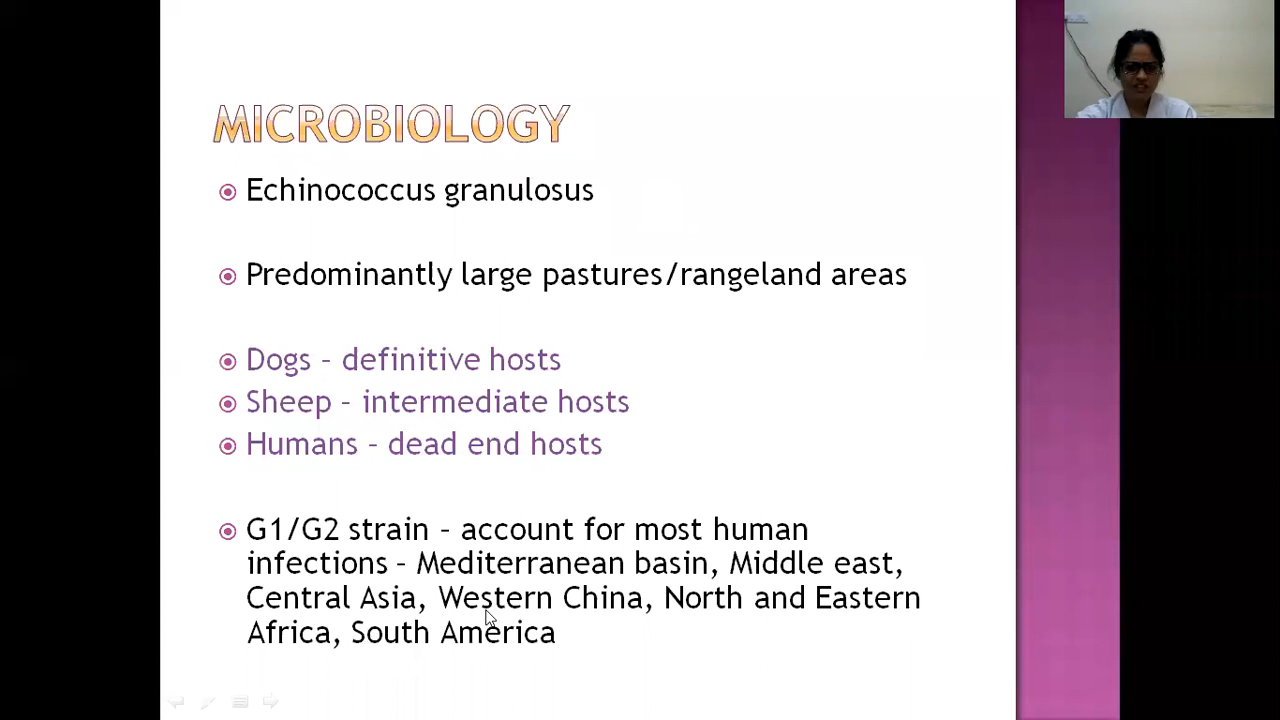 MICROBIOLOGY
Echinococcus granulosus
Predominantly large pastures/rangeland areas
Dogs – definitive hosts
Sheep – intermediate hosts
Humans – dead end hosts
G1/G2 strain – account for most human
infections – Mediterranean basin, Middle east,
Central Asia, Western China, North and Eastern
Africa, South America